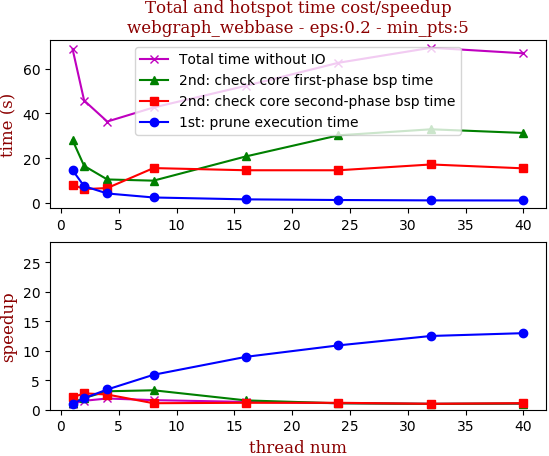 Total and hotspot time cost/speedup
webgraph_webbase - eps:0.2 - min_pts:5
time (s)
60
40
20
0
Total time without IO
2nd: check core first-phase bsp time
2nd: check core second-phase bsp time
1st: prune execution time
0 5 10 15 20 25 30 35 40
speedup
25
20
15
10
5
0
0 5 10 15 20 25 30 35 40
thread num